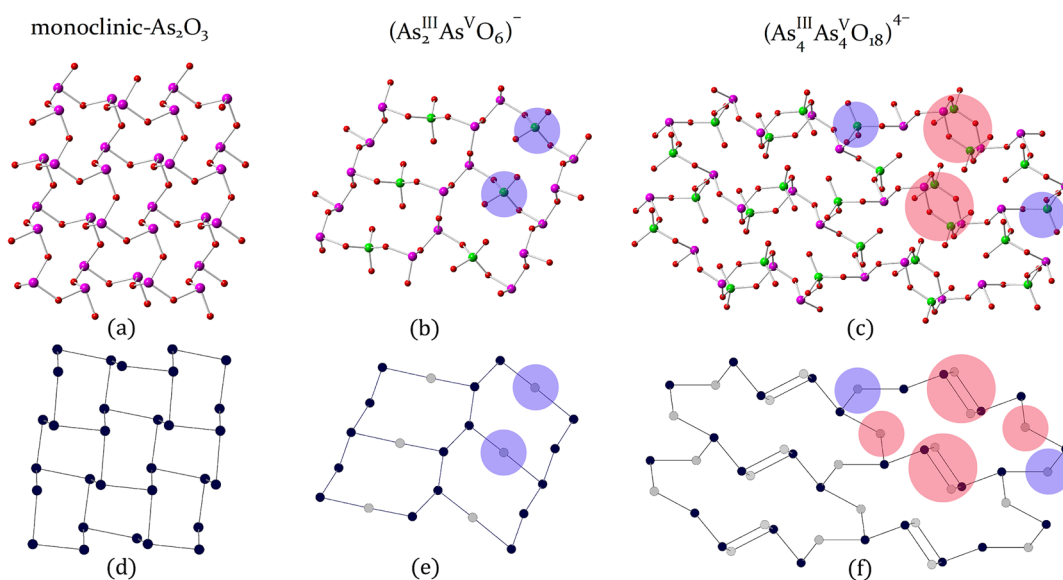 monoclinic-As₂O₃ (As₂ᴵᴵᴵAsⱽO₆)⁻ (As₄ᴵᴵᴵAs₄ⱽO₁₈)⁴⁻
(a) (b) (c)
(d) (e) (f)